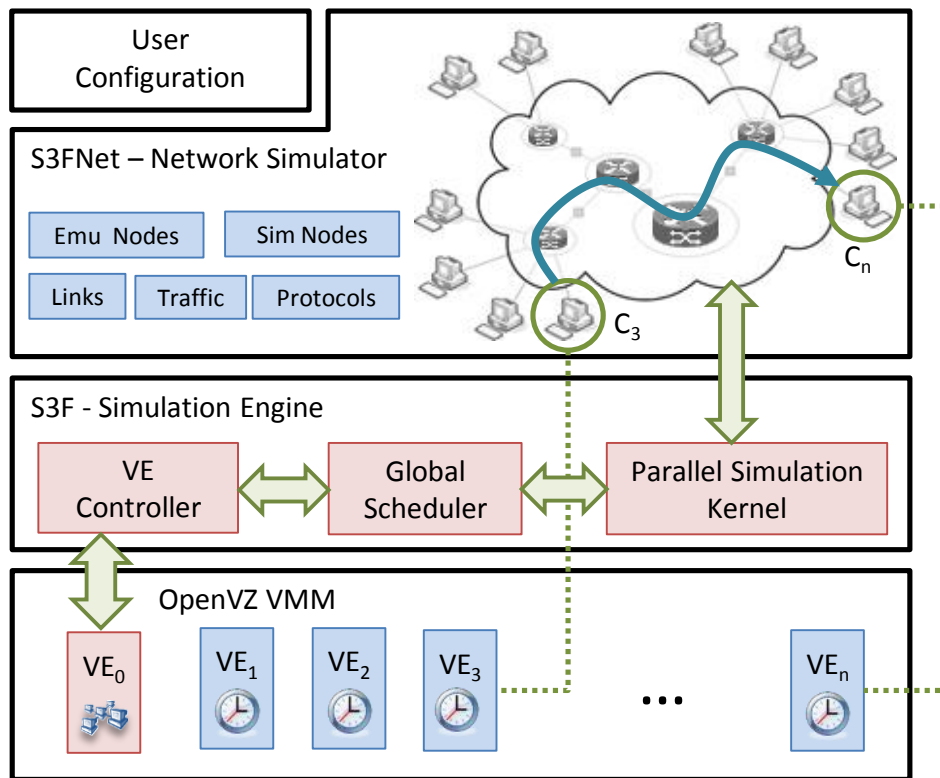 User
Configuration
S3FNet – Network Simulator
Emu Nodes
Sim Nodes
Links
Traffic
Protocols
Cn
C3
S3F - Simulation Engine
VE
Controller
Global
Scheduler
Parallel Simulation
Kernel
OpenVZ VMM
VE0
VE1
VE2
VE3
...
VEn